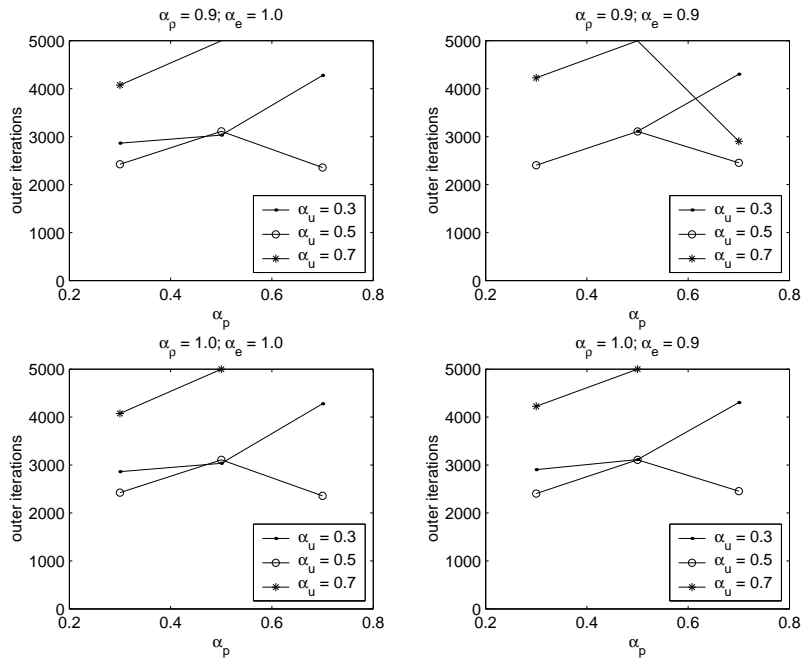 α_ρ = 0.9; α_e = 1.0
5000
4000
3000
2000
1000
0
outer iterations
α_u = 0.3
α_u = 0.5
α_u = 0.7
0.2 0.4 0.6 0.8
α_p
α_ρ = 0.9; α_e = 0.9
5000
4000
3000
2000
1000
0
outer iterations
α_u = 0.3
α_u = 0.5
α_u = 0.7
0.2 0.4 0.6 0.8
α_p
α_ρ = 1.0; α_e = 1.0
5000
4000
3000
2000
1000
0
outer iterations
α_u = 0.3
α_u = 0.5
α_u = 0.7
0.2 0.4 0.6 0.8
α_p
α_ρ = 1.0; α_e = 0.9
5000
4000
3000
2000
1000
0
outer iterations
α_u = 0.3
α_u = 0.5
α_u = 0.7
0.2 0.4 0.6 0.8
α_p